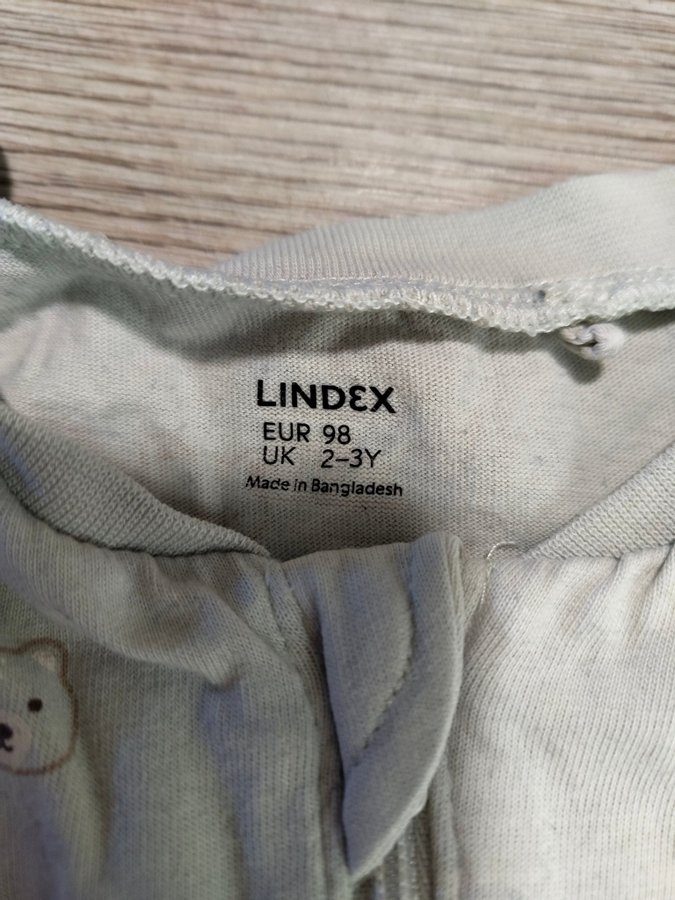 LINDEX
EUR 98
UK 2-3Y
Made in Bangladesh